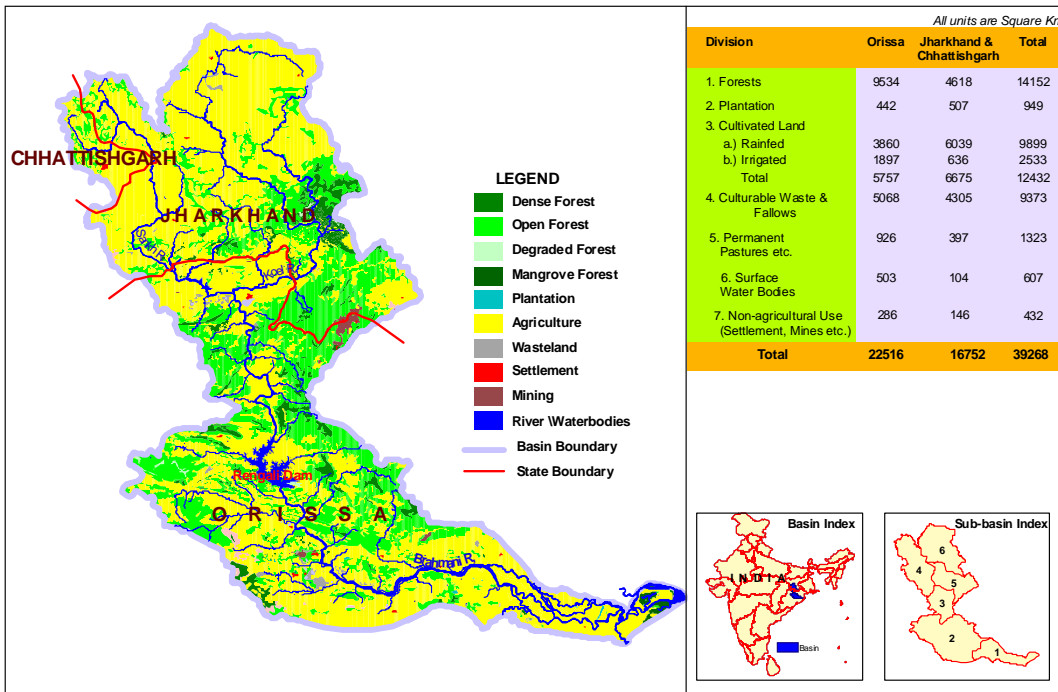 CHHATTISHGARH
JHARKHAND
Koel R.
Rengali Dam
ORISSA
Brahmani R.
LEGEND
Dense Forest
Open Forest
Degraded Forest
Mangrove Forest
Plantation
Agriculture
Wasteland
Settlement
Mining
River \Waterbodies
Basin Boundary
State Boundary
All units are Square
Division Orissa Jharkhand & Total
Chhattishgarh
1. Forests 9534 4618 14152
2. Plantation 442 507 949
3. Cultivated Land
a.) Rainfed 3860 6039 9899
b.) Irrigated 1897 636 2533
Total 5757 6675 12432
4. Culturable Waste & 5068 4305 9373
Fallows
5. Permanent 926 397 1323
Pastures etc.
6. Surface 503 104 607
Water Bodies
7. Non-agricultural Use 286 146 432
(Settlement, Mines etc.)
Total 22516 16752 39268
Basin Index
INDIA
Basin
Sub-basin Index
6
4
5
3
2
1